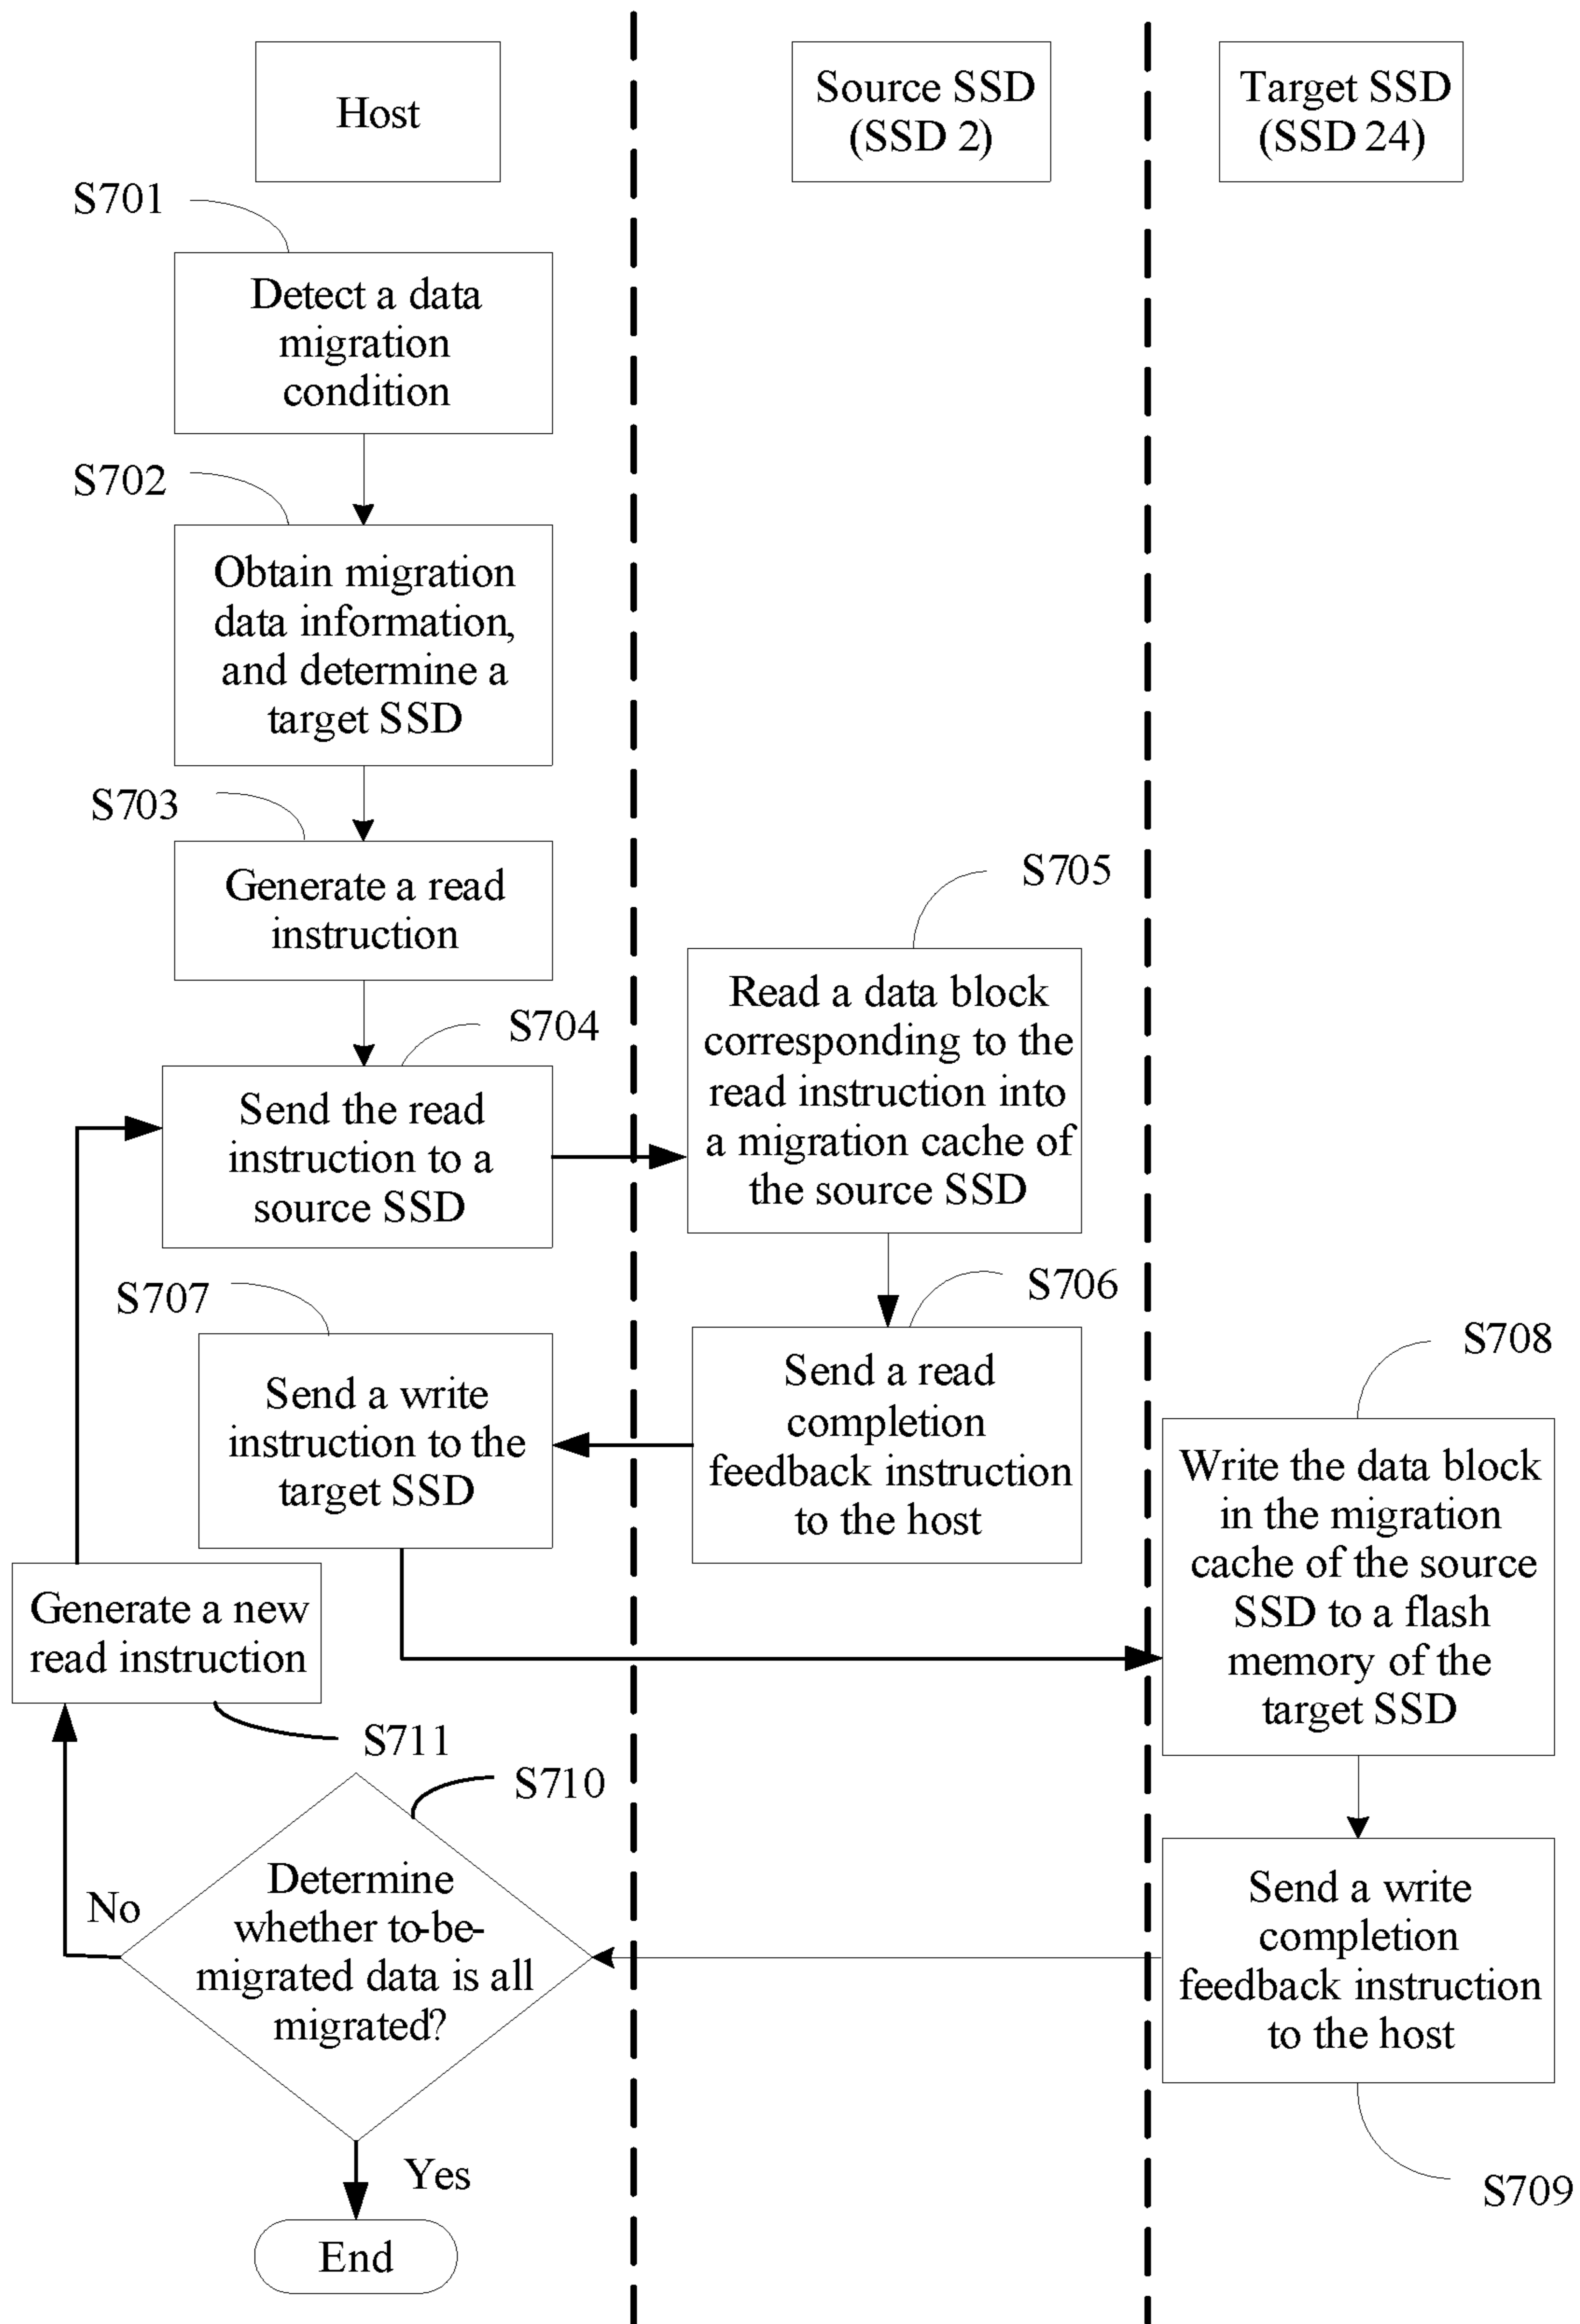 Host
Source SSD
(SSD 2)
Target SSD
(SSD 24)
S701
Detect a data
migration
condition
S702
Obtain migration
data information,
and determine a
target SSD
S703
Generate a read
instruction
S704
Send the read
instruction to a
source SSD
S705
Read a data block
corresponding to the
read instruction into
a migration cache of
the source SSD
S706
Send a read
completion
feedback instruction
to the host
S707
Send a write
instruction to the
target SSD
S708
Write the data block
in the migration
cache of the source
SSD to a flash
memory of the
target SSD
Generate a new
read instruction
S711
S710
Determine
whether to-be-
migrated data is all
migrated?
No
Send a write
completion
feedback instruction
to the host
S709
Yes
End